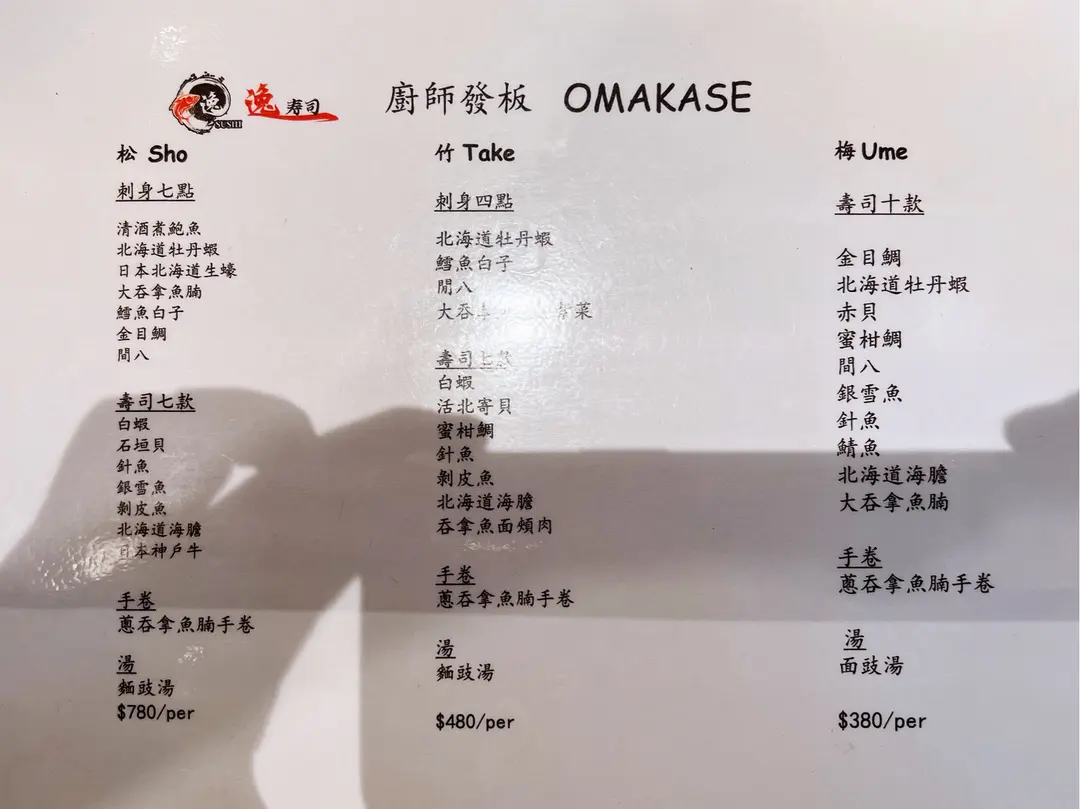 逸 SUSHI 逸 寿司
廚師發板 OMAKASE
松 Sho
刺身七點
清酒煮鮑魚
北海道牡丹蝦
日本北海道生蠔
大吞拿魚腩
鱈魚白子
金目鯛
間八
壽司七款
白蝦
石垣貝
針魚
銀雪魚
剝皮魚
北海道海膽
日本神戶牛
手卷
蔥吞拿魚腩手卷
湯
麵豉湯
$780/per
竹 Take
刺身四點
北海道牡丹蝦
鱈魚白子
間八
大吞
壽司七款
白蝦
活北寄貝
蜜柑鯛
針魚
剝皮魚
北海道海膽
吞拿魚面頰肉
手卷
蔥吞拿魚腩手卷
湯
麵豉湯
$480/per
梅 Ume
壽司十款
金目鯛
北海道牡丹蝦
赤貝
蜜柑鯛
間八
銀雪魚
針魚
鯖魚
北海道海膽
大吞拿魚腩
手卷
蔥吞拿魚腩手卷
湯
面豉湯
$380/per